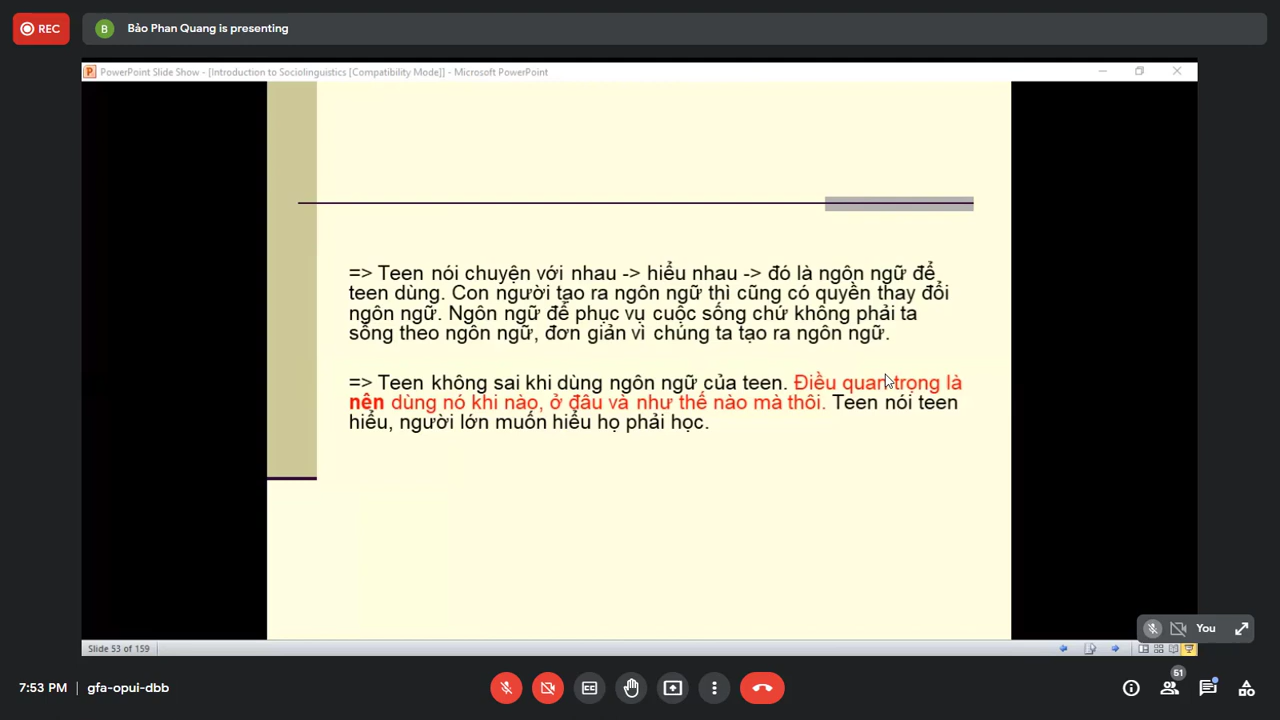 REC
B
Bảo Phan Quang is presenting
PowerPoint Slide Show - [Introduction to Sociolinguistics [Compatibility Mode]] - Microsoft PowerPoint
=> Teen nói chuyện với nhau -> hiểu nhau -> đó là ngôn ngữ để
teen dùng. Con người tạo ra ngôn ngữ thì cũng có quyền thay đổi
ngôn ngữ. Ngôn ngữ để phục vụ cuộc sống chứ không phải ta
sống theo ngôn ngữ, đơn giản vì chúng ta tạo ra ngôn ngữ.
=> Teen không sai khi dùng ngôn ngữ của teen. Điều quan trọng là
nên dùng nó khi nào, ở đâu và như thế nào mà thôi. Teen nói teen
hiểu, người lớn muốn hiểu họ phải học.
You
Slide 53 of 159
7:53 PM | gfa-opui-dbb
51